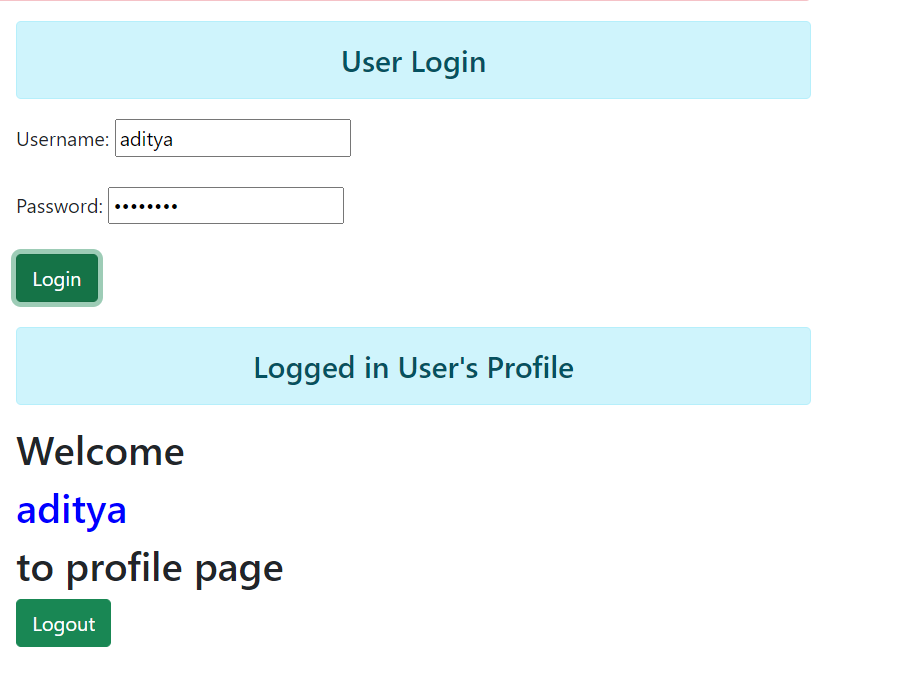 User Login
Username: aditya
Password: ••••••••
Login
Logged in User's Profile
Welcome
aditya
to profile page
Logout